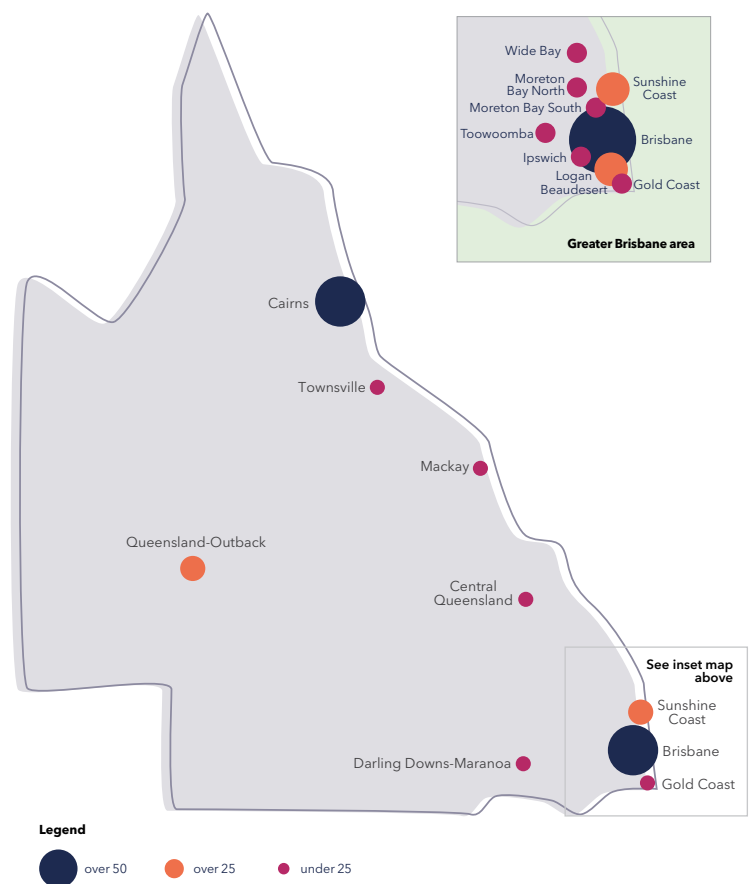 Wide Bay
Moreton
Bay North
Sunshine
Coast
Moreton Bay South
Toowoomba
Brisbane
Ipswich
Logan
Beaudesert
Gold Coast
Greater Brisbane area
Cairns
Townsville
Mackay
Queensland-Outback
Central
Queensland
See inset map
above
Sunshine
Coast
Brisbane
Darling Downs-Maranoa
Gold Coast
Legend
over 50
over 25
under 25